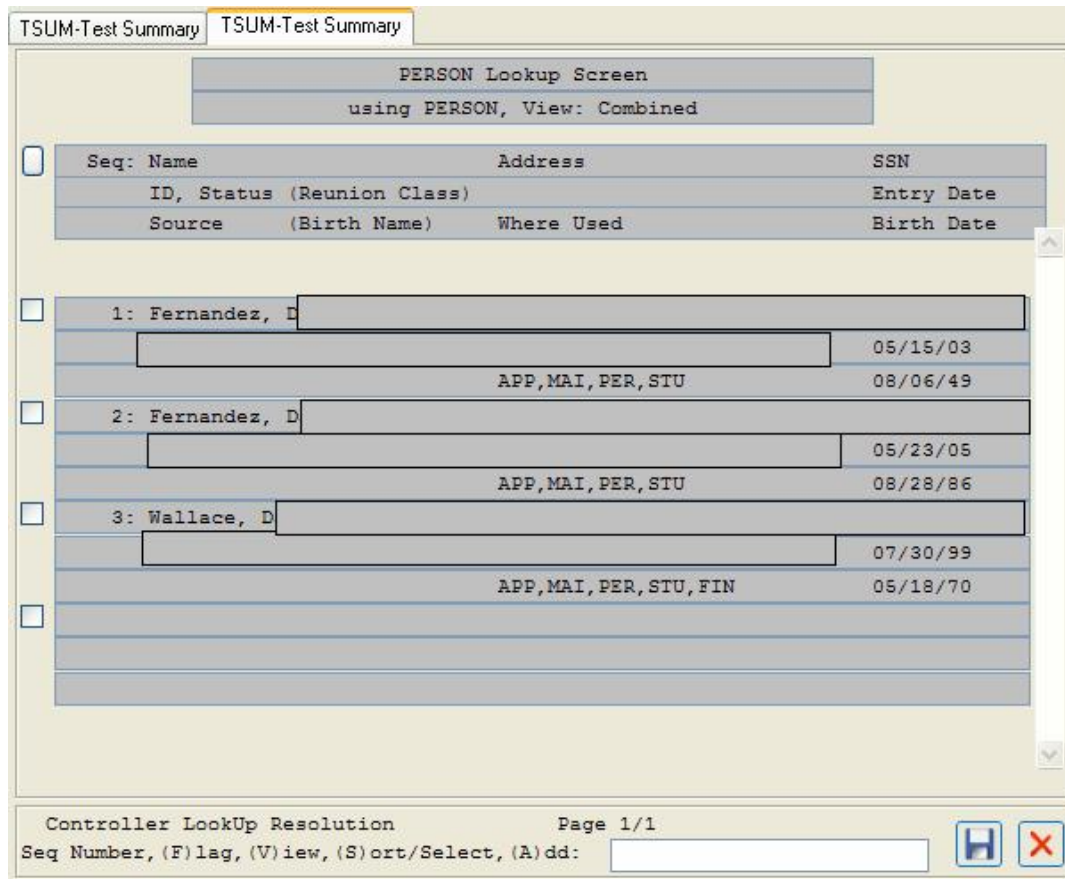 TSUM-Test Summary TSUM-Test Summary
PERSON Lookup Screen
using PERSON, View: Combined
Seq: Name Address SSN
ID, Status (Reunion Class) Entry Date
Source (Birth Name) Where Used Birth Date
1: Fernandez, D
05/15/03
APP,MAI,PER,STU 08/06/49
2: Fernandez, D
05/23/05
APP,MAI,PER,STU 08/28/86
3: Wallace, D
07/30/99
APP,MAI,PER,STU,FIN 05/18/70
Controller LookUp Resolution Page 1/1
Seq Number,(F)lag,(V)iew,(S)ort/Select,(A)dd: